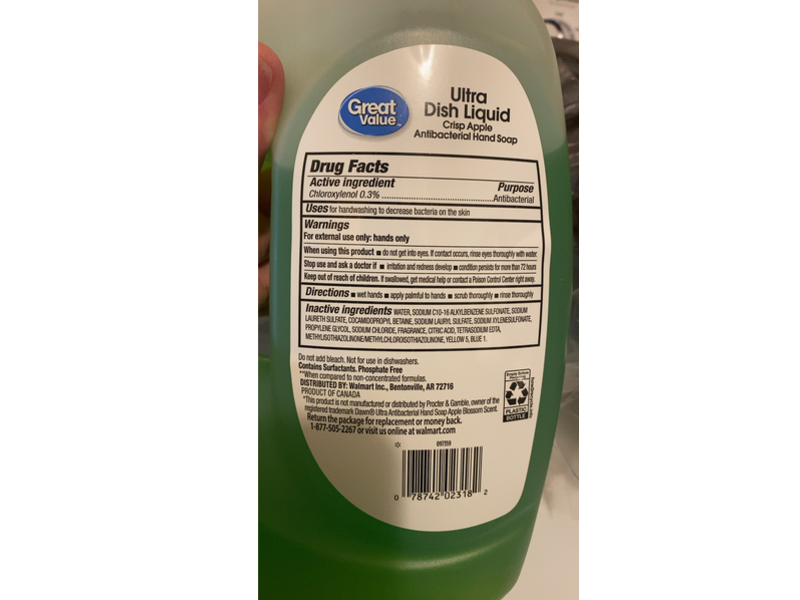 Great Value™
Ultra
Dish Liquid
Crisp Apple
Antibacterial Hand Soap
Drug Facts
Active ingredient Purpose
Chloroxylenol 0.3% ........................................ Antibacterial
Uses for handwashing to decrease bacteria on the skin
Warnings
For external use only: hands only
When using this product ■ do not get into eyes. If contact occurs, rinse eyes thoroughly with water.
Stop use and ask a doctor if ■ irritation and redness develop ■ condition persists for more than 72 hours
Keep out of reach of children. If swallowed, get medical help or contact a Poison Control Center right away.
Directions ■ wet hands ■ apply palmful to hands ■ scrub thoroughly ■ rinse thoroughly
Inactive ingredients WATER, SODIUM C10-16 ALKYLBENZENE SULFONATE, SODIUM
LAURETH SULFATE, COCAMIDOPROPYL BETAINE, SODIUM LAURYL SULFATE, SODIUM XYLENESULFONATE,
PROPYLENE GLYCOL, SODIUM CHLORIDE, FRAGRANCE, CITRIC ACID, TETRASODIUM EDTA,
METHYLISOTHIAZOLINONE/METHYLCHLOROISOTHIAZOLINONE, YELLOW 5, BLUE 1.
Do not add bleach. Not for use in dishwashers.
Contains Surfactants. Phosphate Free
**When compared to non-concentrated formulas.
DISTRIBUTED BY: Walmart Inc., Bentonville, AR 72716
PRODUCT OF CANADA
*This product is not manufactured or distributed by Procter & Gamble, owner of the
registered trademark Dawn® Ultra Antibacterial Hand Soap Apple Blossom Scent.
Return the package for replacement or money back.
1-877-505-2267 or visit us online at walmart.com
PLASTIC
BOTTLE
0 78742 02318 2